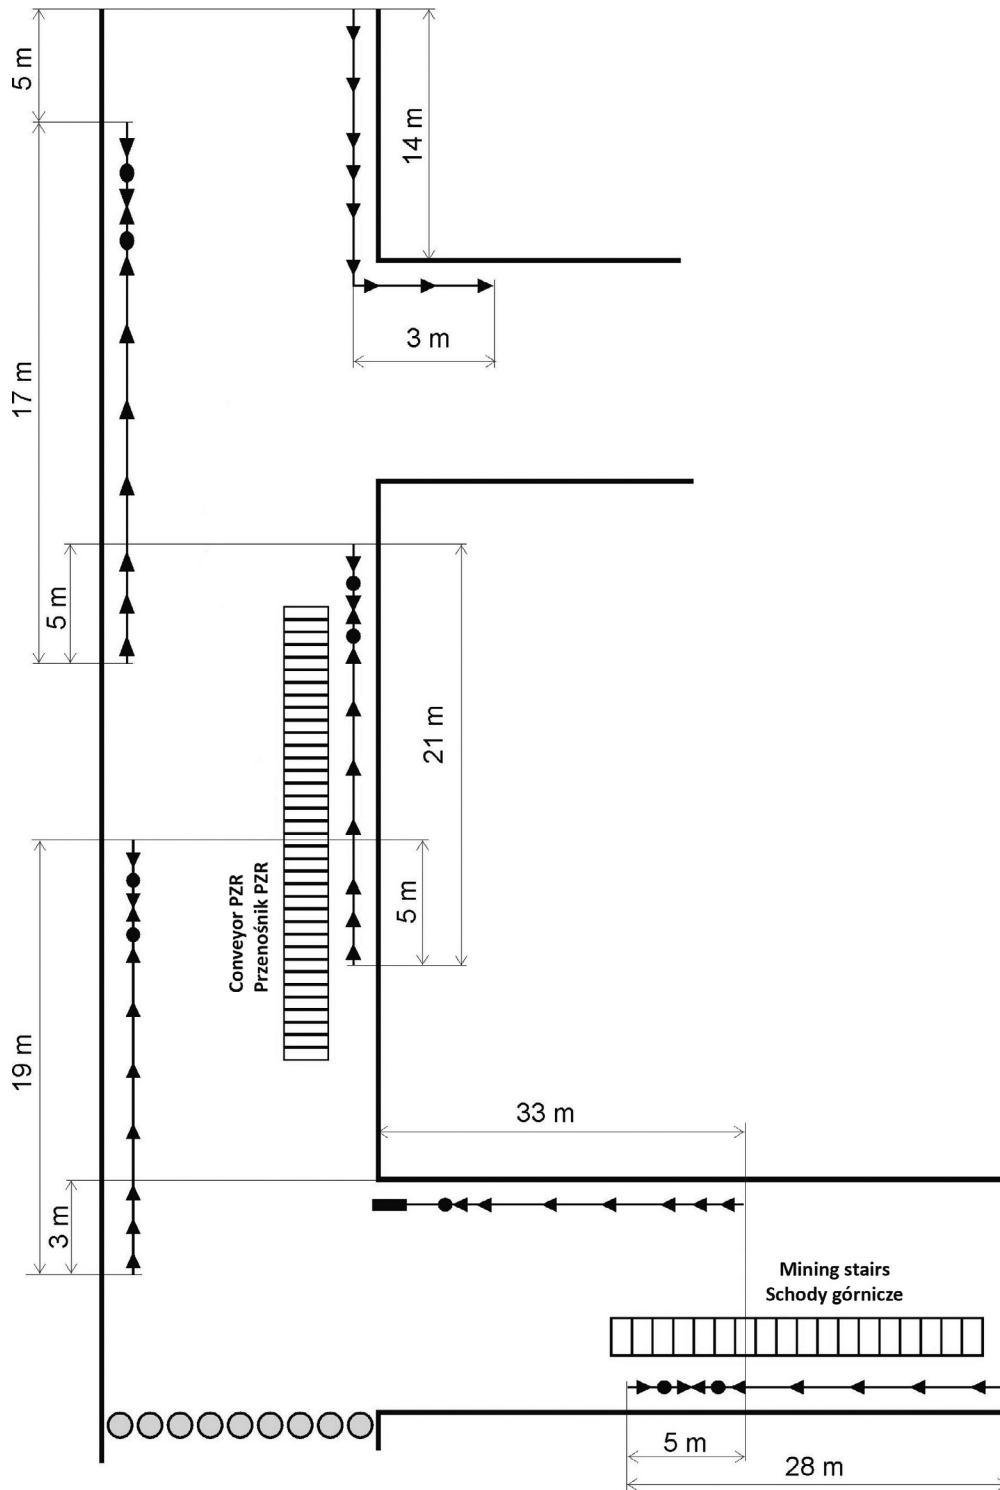 5 m
14 m
3 m
17 m
5 m
21 m
Conveyor PZR
Przenośnik PZR
5 m
19 m
33 m
3 m
Mining stairs
Schody górnicze
5 m
28 m